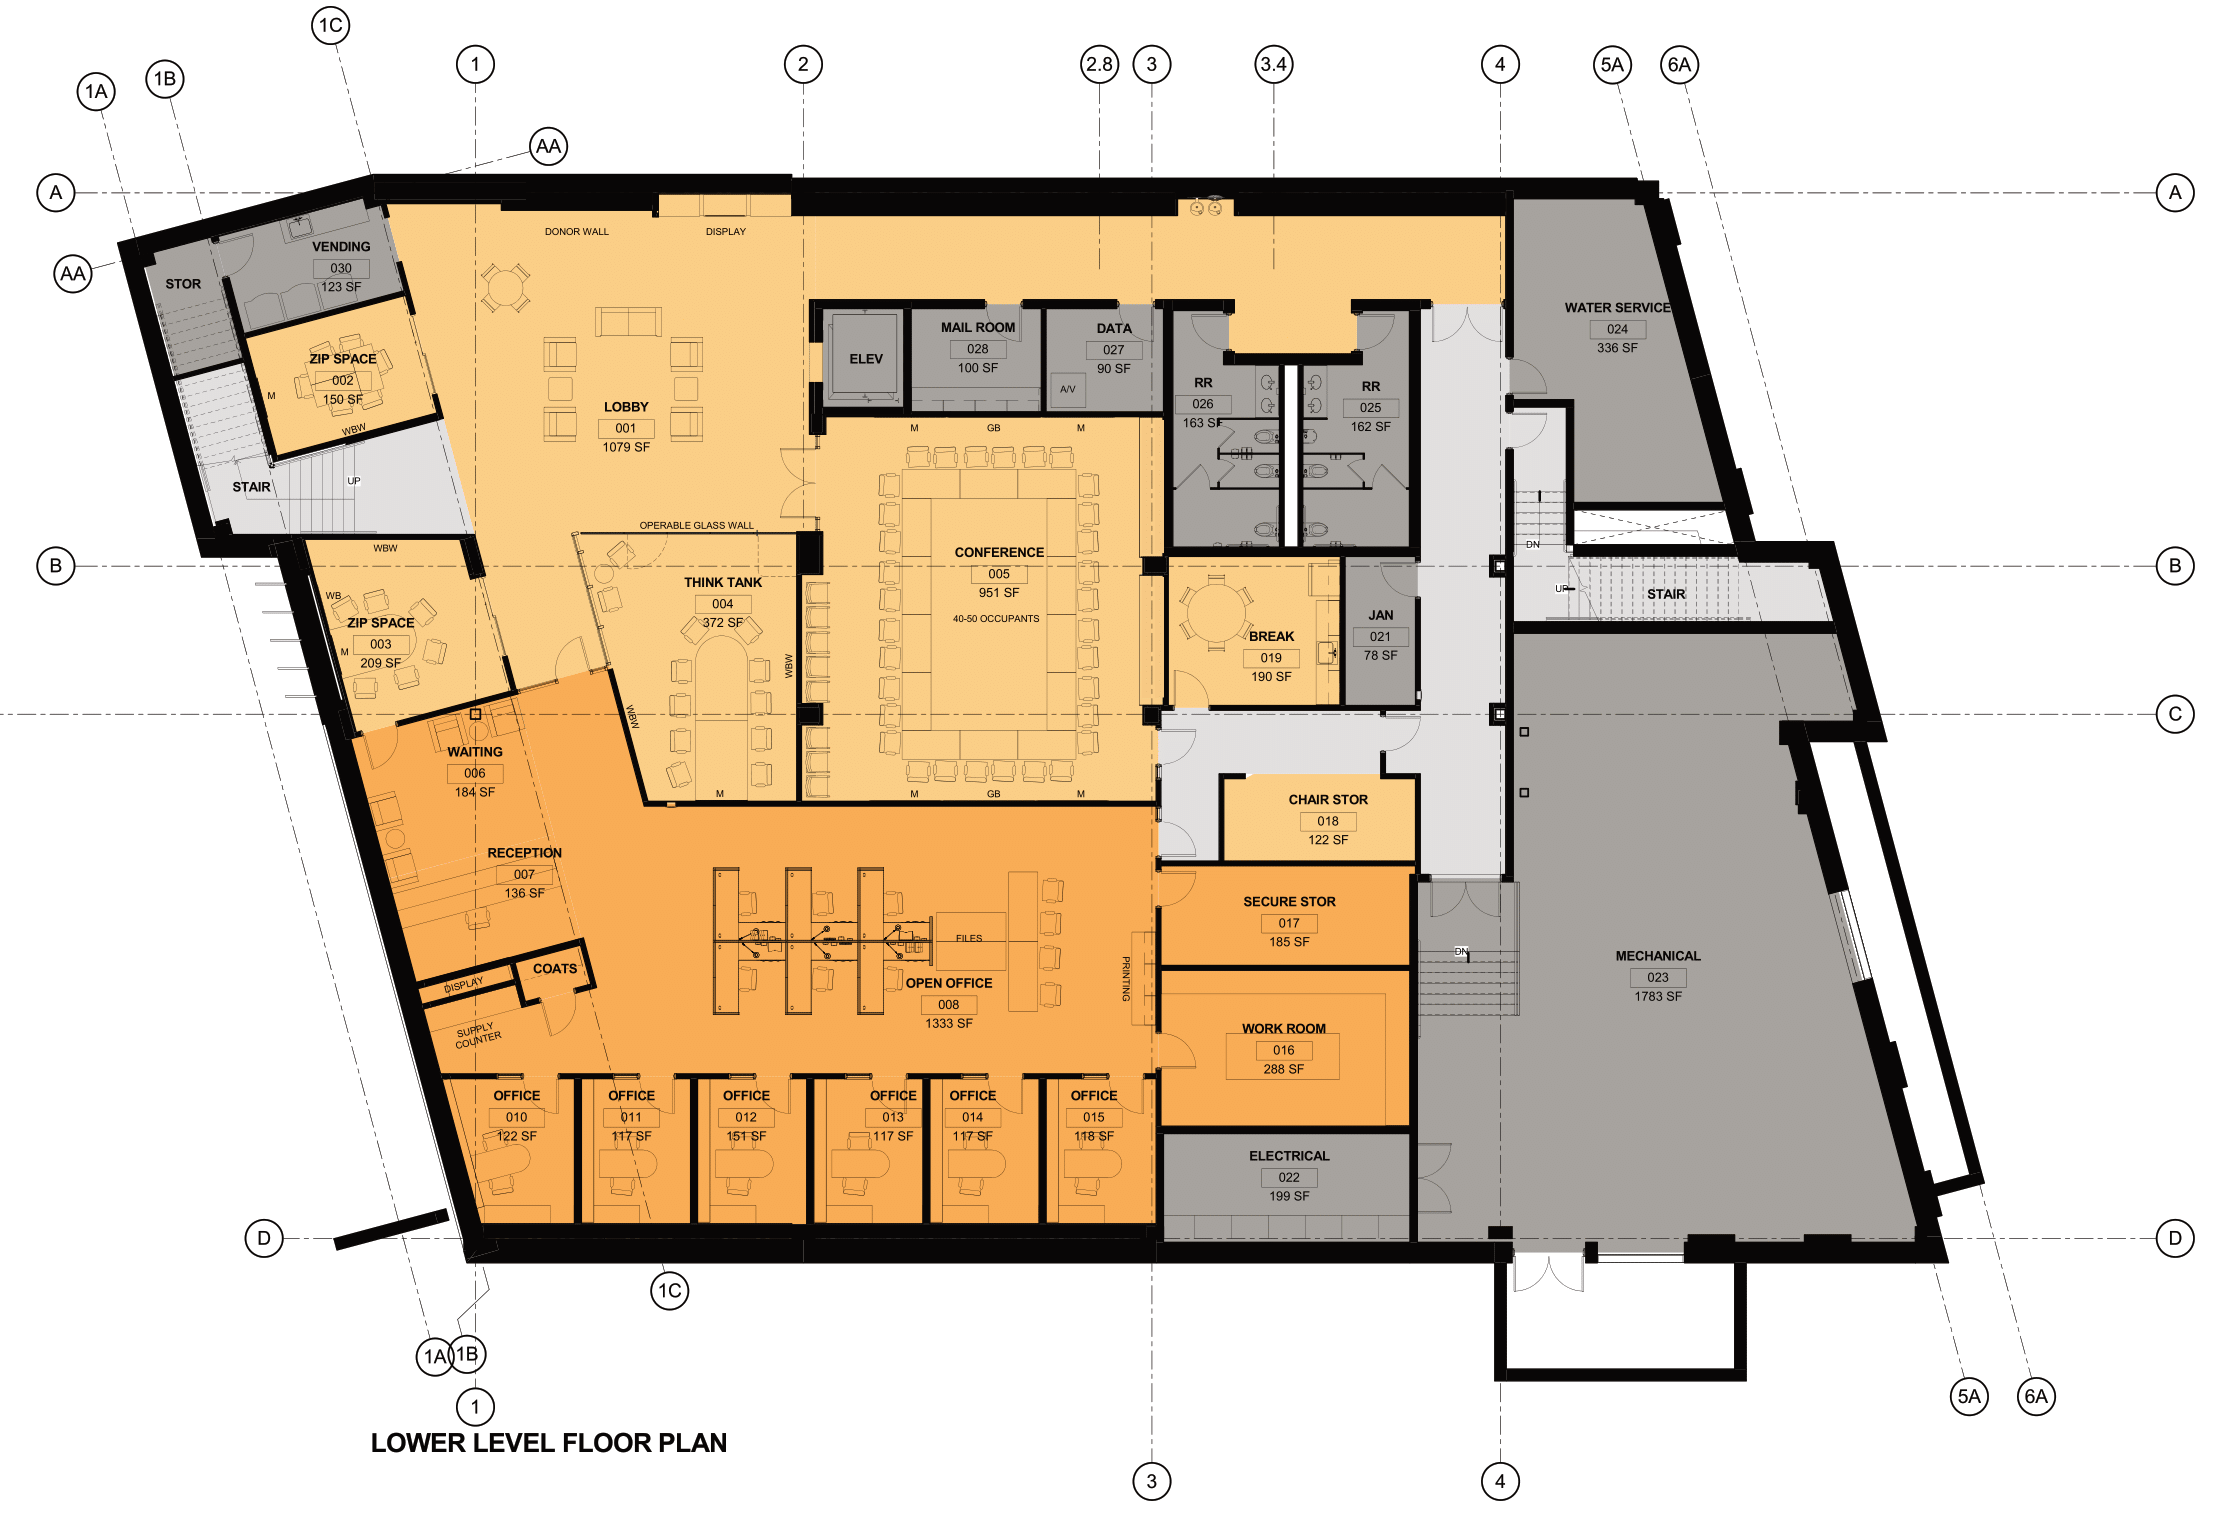 1C
1
2
2.8
3
3.4
4
5A
6A
1B
1A
AA
A
A
AA
DONOR WALL
DISPLAY
VENDING
030
123 SF
STOR
WATER SERVICE
024
336 SF
MAIL ROOM
028
100 SF
DATA
027
90 SF
A/V
ELEV
ZIP SPACE
002
150 SF
M
WBW
RR
026
163 SF
RR
025
162 SF
LOBBY
001
1079 SF
M
GB
M
STAIR
UP
OPERABLE GLASS WALL
WBW
DN
B
B
CONFERENCE
005
951 SF
40-50 OCCUPANTS
THINK TANK
004
372 SF
WB
ZIP SPACE
003
209 SF
M
UP
STAIR
BREAK
019
190 SF
JAN
021
78 SF
WBW
WBW
C
WAITING
006
184 SF
M
M
GB
M
CHAIR STOR
018
122 SF
RECEPTION
007
136 SF
SECURE STOR
017
185 SF
FILES
DN
MECHANICAL
023
1783 SF
COATS
DISPLAY
OPEN OFFICE
008
1333 SF
PRINTING
SUPPLY
COUNTER
WORK ROOM
016
288 SF
OFFICE
010
122 SF
OFFICE
011
117 SF
OFFICE
012
151 SF
OFFICE
013
117 SF
OFFICE
014
117 SF
OFFICE
015
118 SF
ELECTRICAL
022
199 SF
D
D
1C
1A
1B
1
5A
6A
LOWER LEVEL FLOOR PLAN
3
4